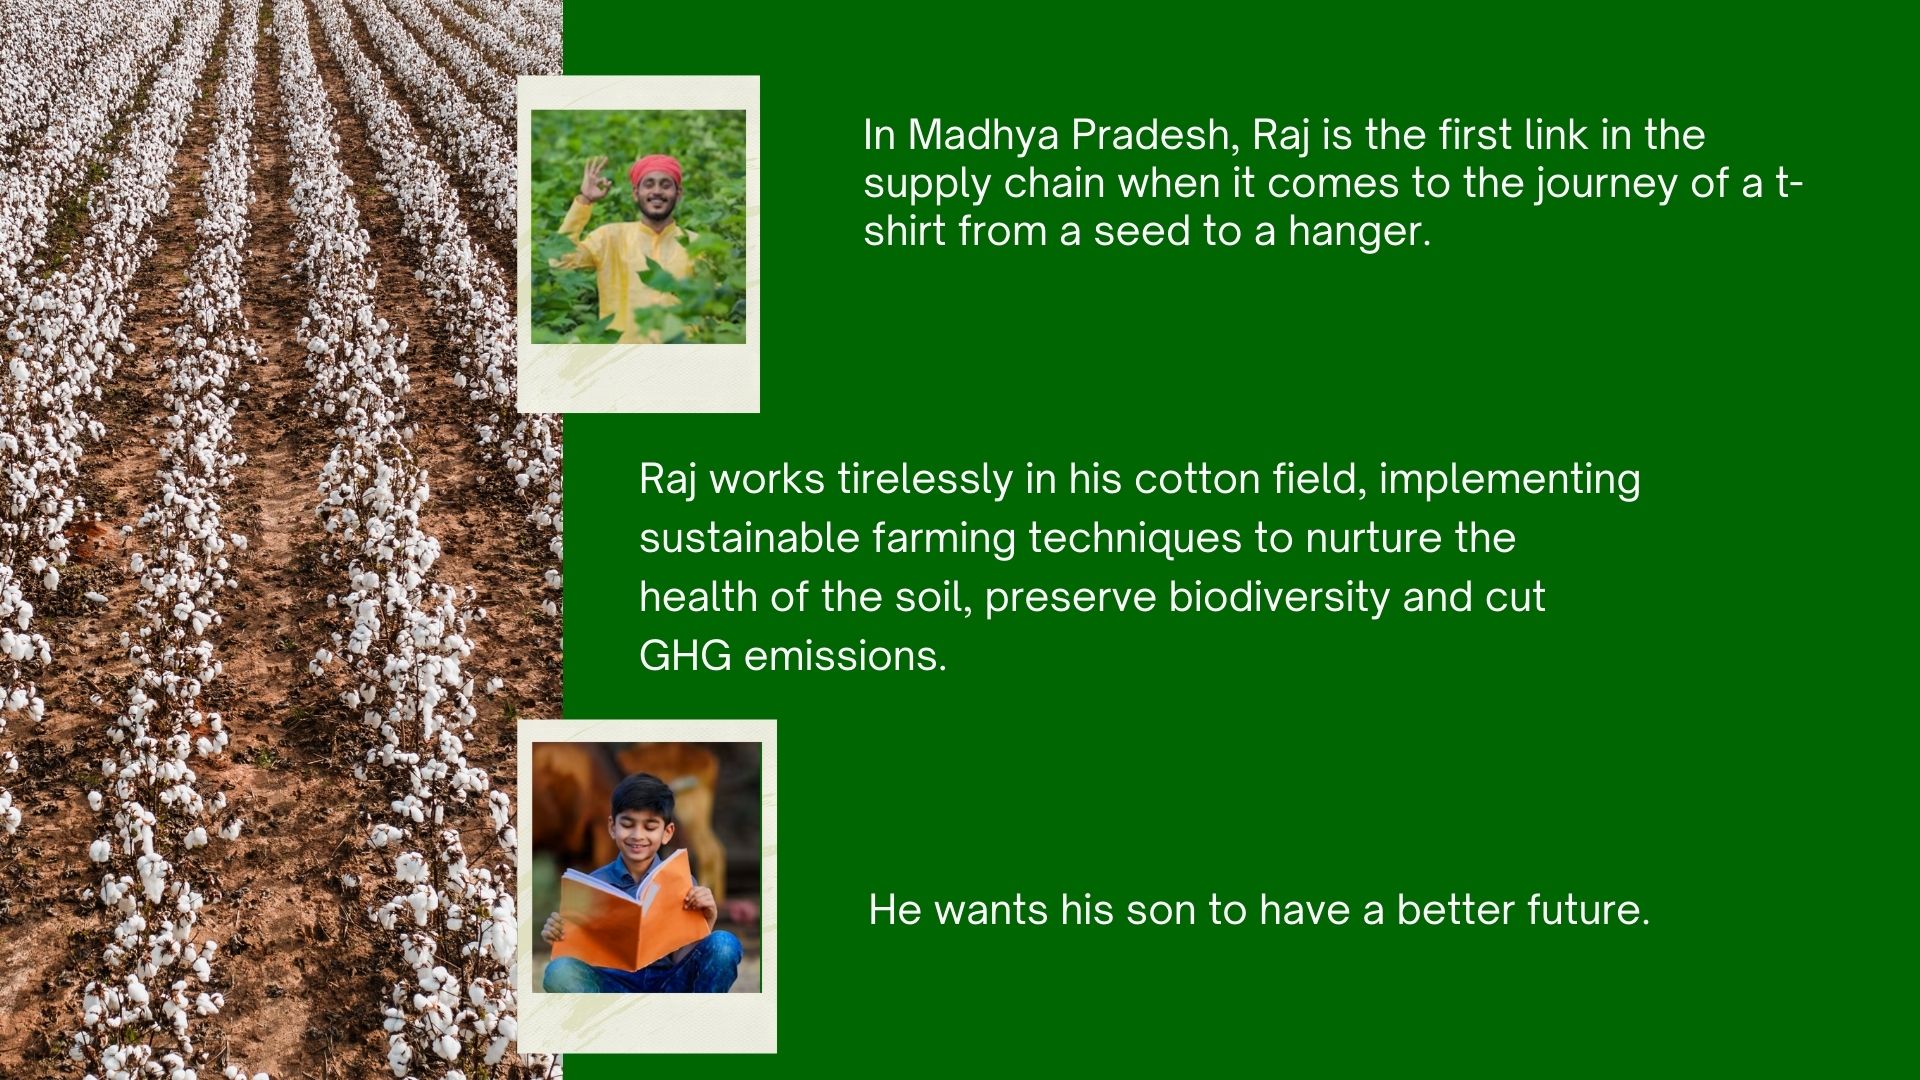 In Madhya Pradesh, Raj is the first link in the
supply chain when it comes to the journey of a t-
shirt from a seed to a hanger.
Raj works tirelessly in his cotton field, implementing
sustainable farming techniques to nurture the
health of the soil, preserve biodiversity and cut
GHG emissions.
He wants his son to have a better future.